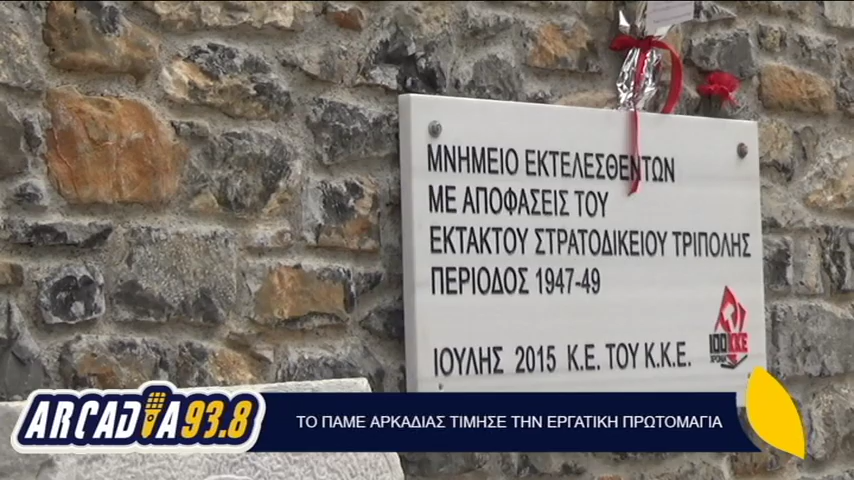 ΜΝΗΜΕΙΟ ΕΚΤΕΛΕΣΘΕΝΤΩΝ
ΜΕ ΑΠΟΦΑΣΕΙΣ ΤΟΥ
ΕΚΤΑΚΤΟΥ ΣΤΡΑΤΟΔΙΚΕΙΟΥ ΤΡΙΠΟΛΗΣ
ΠΕΡΙΟΔΟΣ 1947-49
ΙΟΥΛΗΣ 2015 Κ.Ε. ΤΟΥ Κ.Κ.Ε.
100 ΚΚΕ
ΧΡΟΝΙΑ
ARCADIA 93.8
ΤΟ ΠΑΜΕ ΑΡΚΑΔΙΑΣ ΤΙΜΗΣΕ ΤΗΝ ΕΡΓΑΤΙΚΗ ΠΡΩΤΟΜΑΓΙΑ